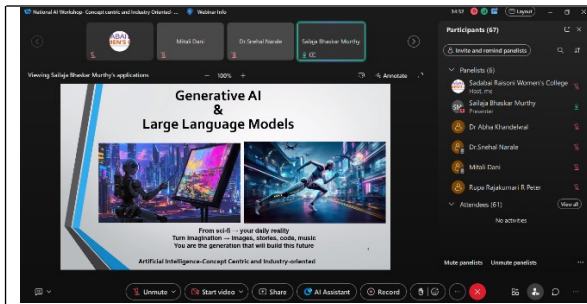 National AI Workshop- Concept centric and Industry Oriented-...
Webinar Info
14:32
Layout
Mitali Dani
Dr.Snehal Narale
Sailaja Bhaskar Murthy
Viewing Sailaja Bhaskar Murthy's applications
100%
Annotate
Generative AI
&
Large Language Models
From sci-fi → your daily reality
Turn imagination → images, stories, code, music
You are the generation that will build this future
Artificial Intelligence-Concept Centric and Industry-oriented
Participants (67)
Invite and remind panelists
Panelists (6)
Sadabai Raisoni Women's College
Host, me
Sailaja Bhaskar Murthy
Presenter
Dr Abha Khandelwal
Dr.Snehal Narale
Mitali Dani
Rupa Rajakumari R Peter
Attendees (61)
View all
No activities
Mute panelists
Unmute panelists
Unmute
Start video
Share
AI Assistant
Record